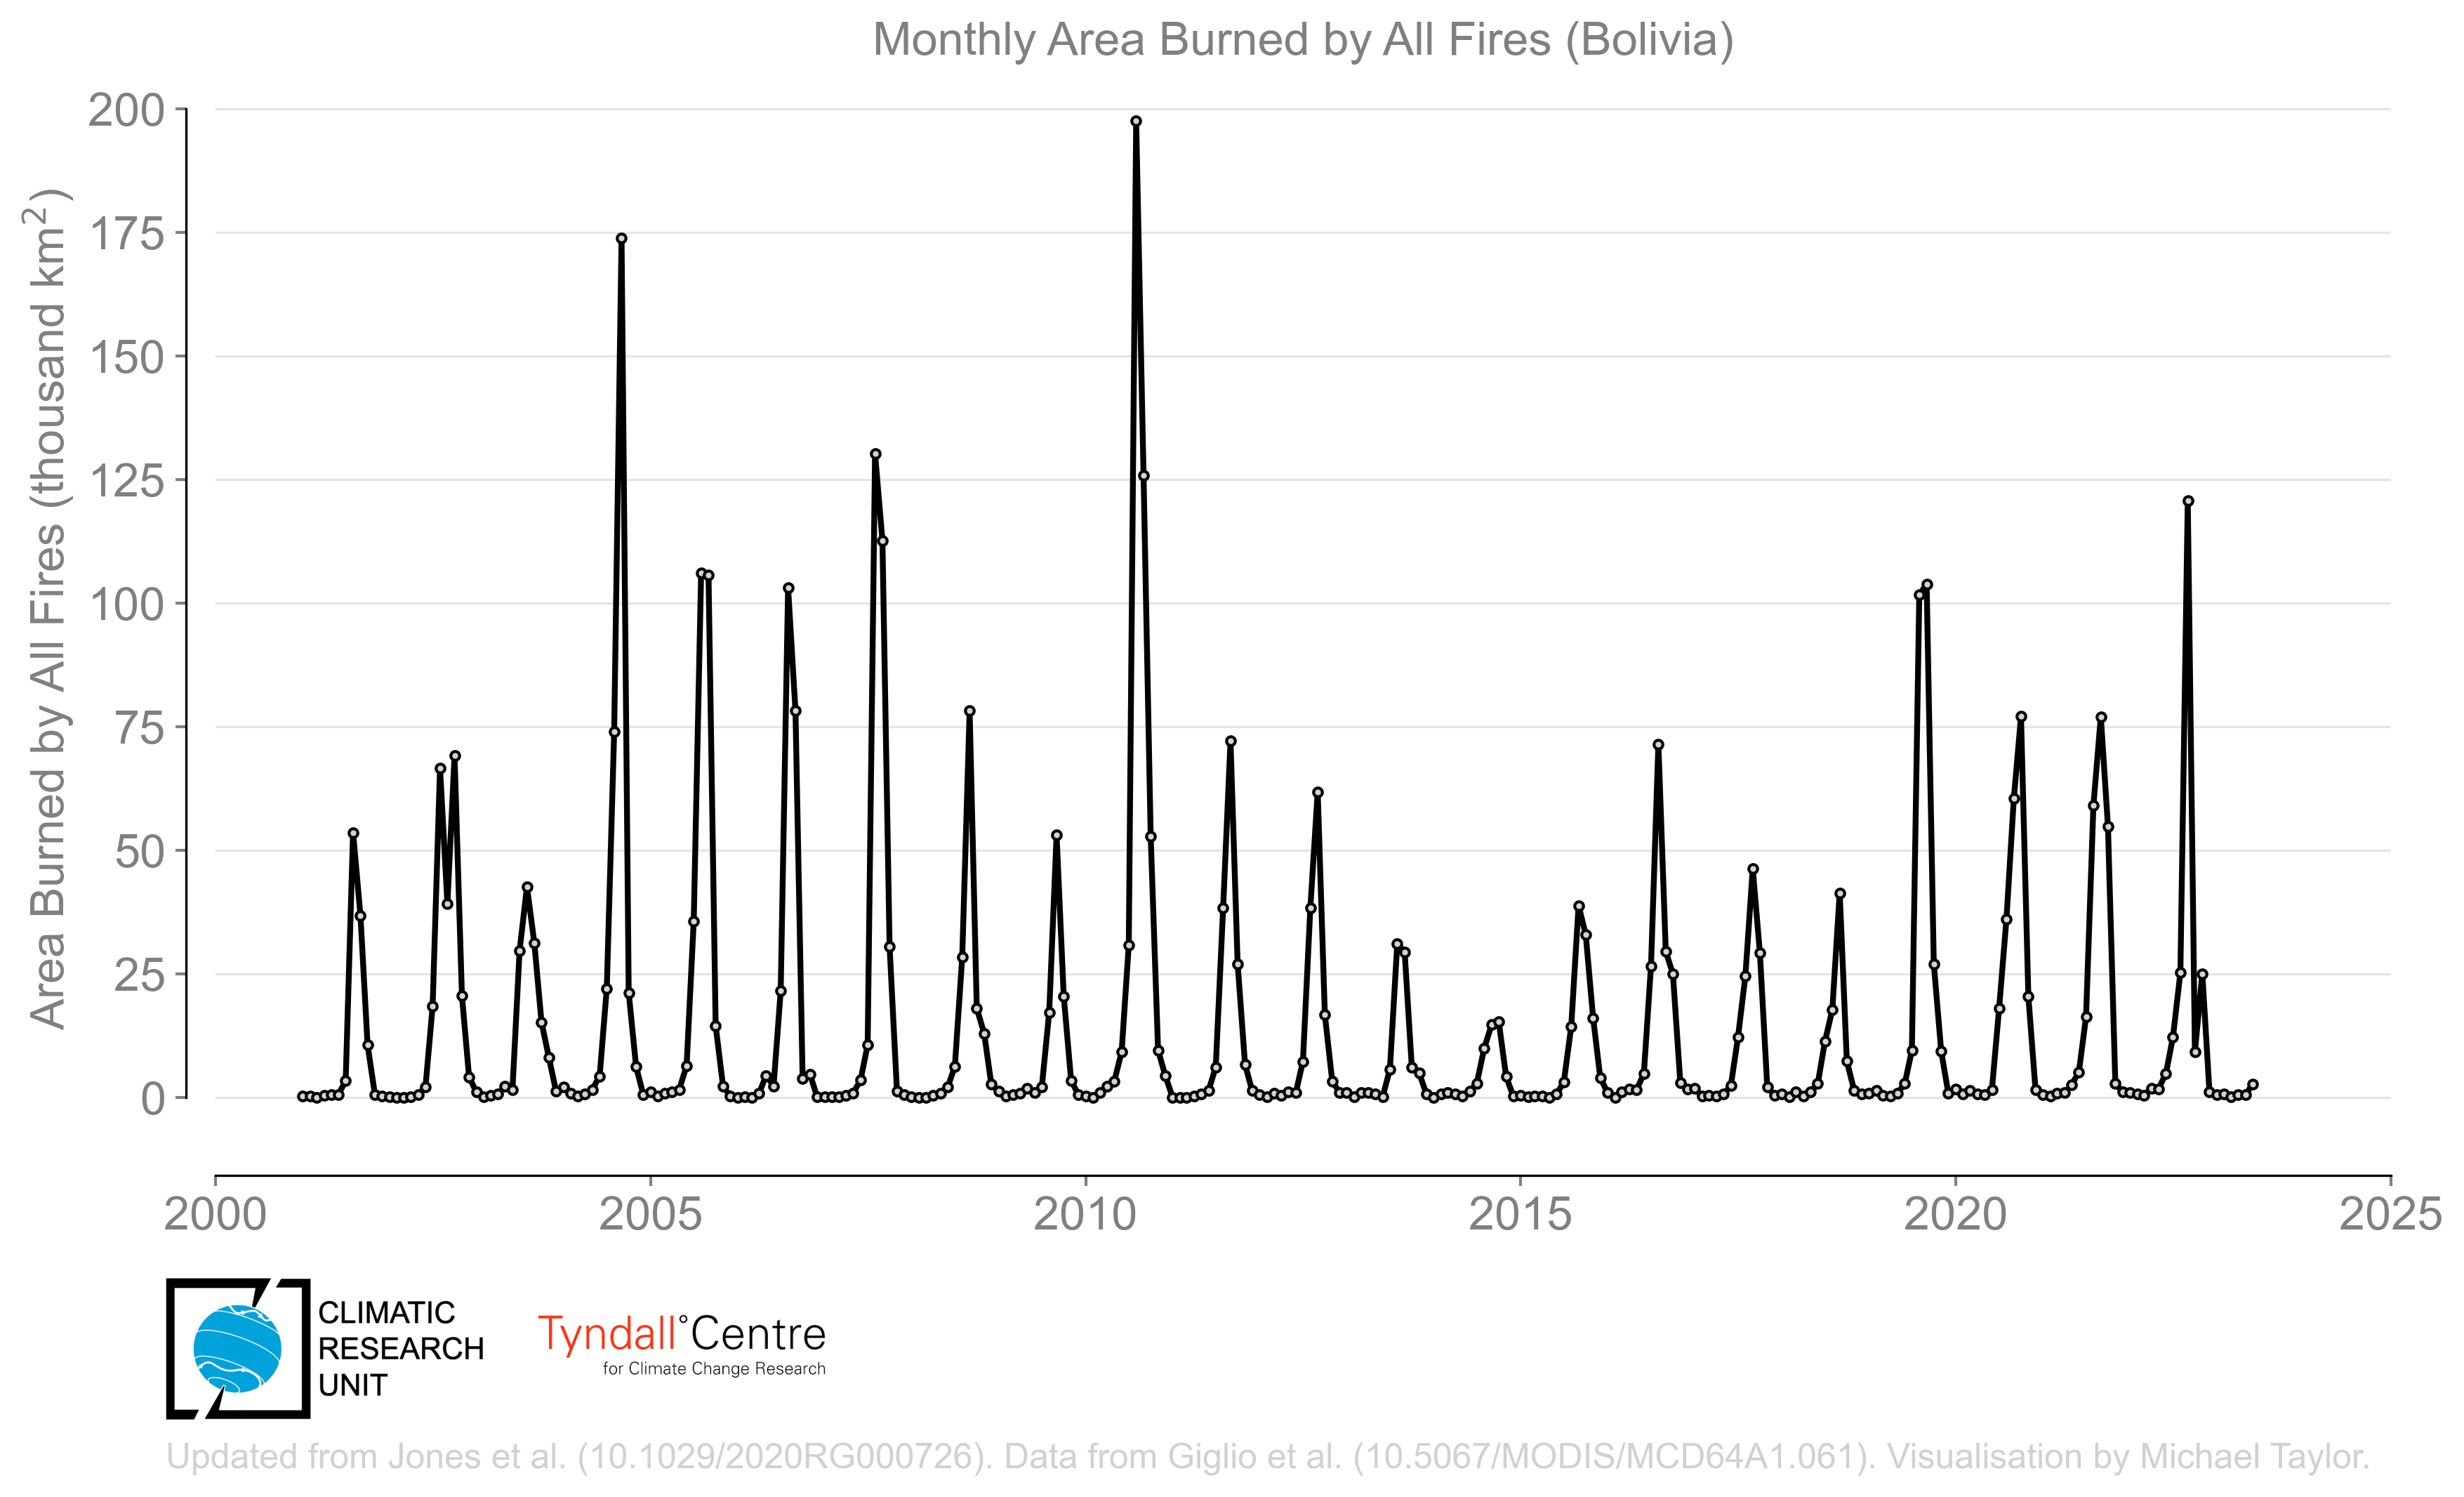 Monthly Area Burned by All Fires (Bolivia)
Area Burned by All Fires (thousand km²)
200
175
150
125
100
75
50
25
0
2000 2005 2010 2015 2020 2025
CLIMATIC
RESEARCH
UNIT
Tyndall°Centre
for Climate Change Research
Updated from Jones et al. (10.1029/2020RG000726). Data from Giglio et al. (10.5067/MODIS/MCD64A1.061). Visualisation by Michael Taylor.